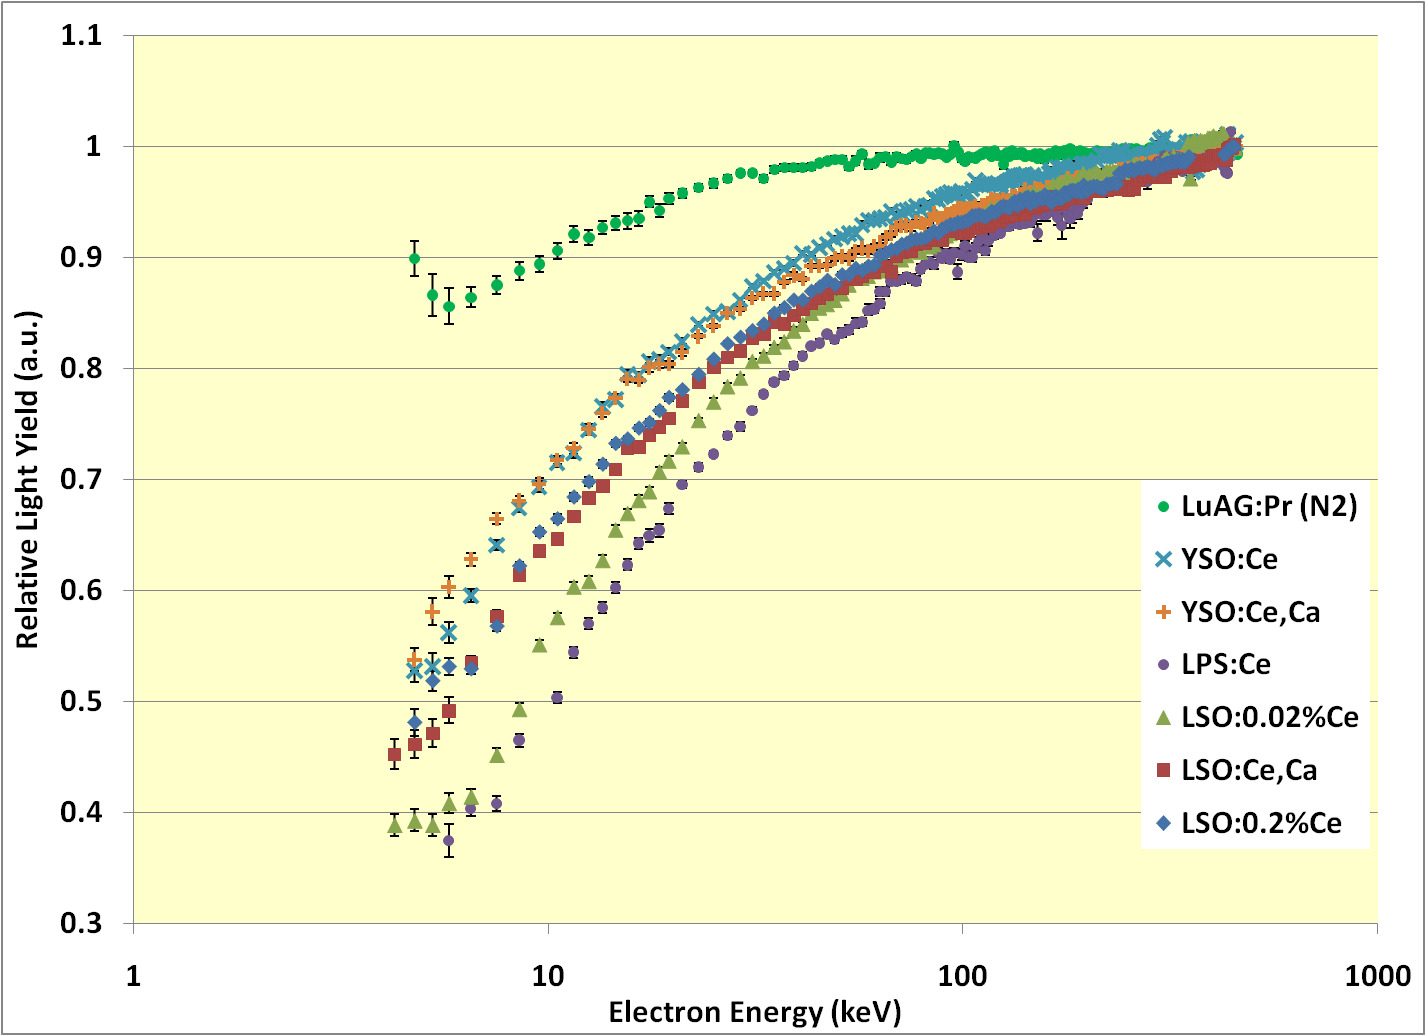 1.1
1
0.9
0.8
0.7
0.6
0.5
0.4
0.3
Relative Light Yield (a.u.)
LuAG:Pr (N2)
YSO:Ce
YSO:Ce,Ca
LPS:Ce
LSO:0.02%Ce
LSO:Ce,Ca
LSO:0.2%Ce
1 10 100 1000
Electron Energy (keV)